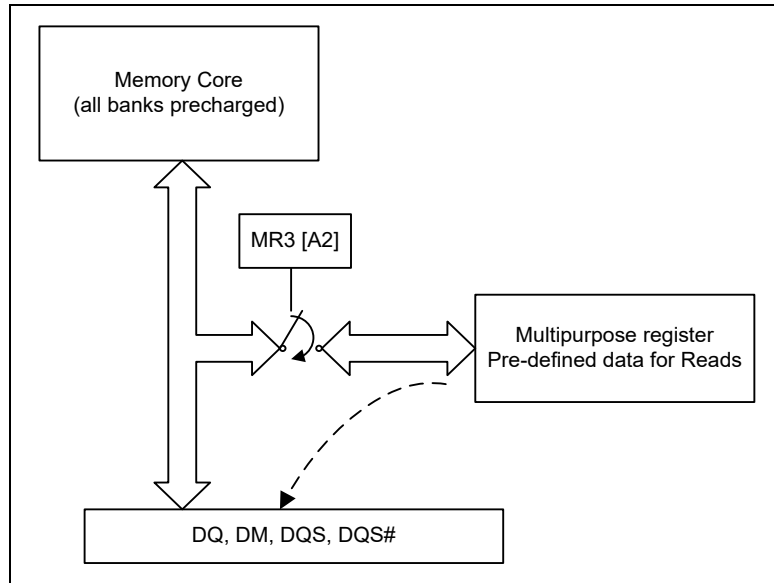 Memory Core
(all banks precharged)
MR3 [A2]
Multipurpose register
Pre-defined data for Reads
DQ, DM, DQS, DQS#